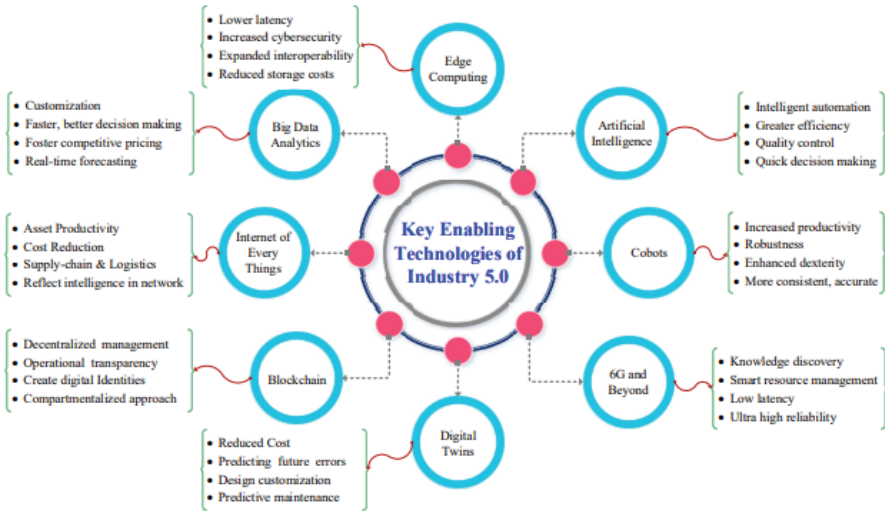 Key Enabling
Technologies of
Industry 5.0
Edge
Computing
Lower latency
Increased cybersecurity
Expanded interoperability
Reduced storage costs
Artificial
Intelligence
Intelligent automation
Greater efficiency
Quality control
Quick decision making
Cobots
Increased productivity
Robustness
Enhanced dexterity
More consistent, accurate
6G and
Beyond
Knowledge discovery
Smart resource management
Low latency
Ultra high reliability
Digital
Twins
Reduced Cost
Predicting future errors
Design customization
Predictive maintenance
Blockchain
Decentralized management
Operational transparency
Create digital Identities
Compartmentalized approach
Internet of
Every
Things
Asset Productivity
Cost Reduction
Supply-chain & Logistics
Reflect intelligence in network
Big Data
Analytics
Customization
Faster, better decision making
Foster competitive pricing
Real-time forecasting